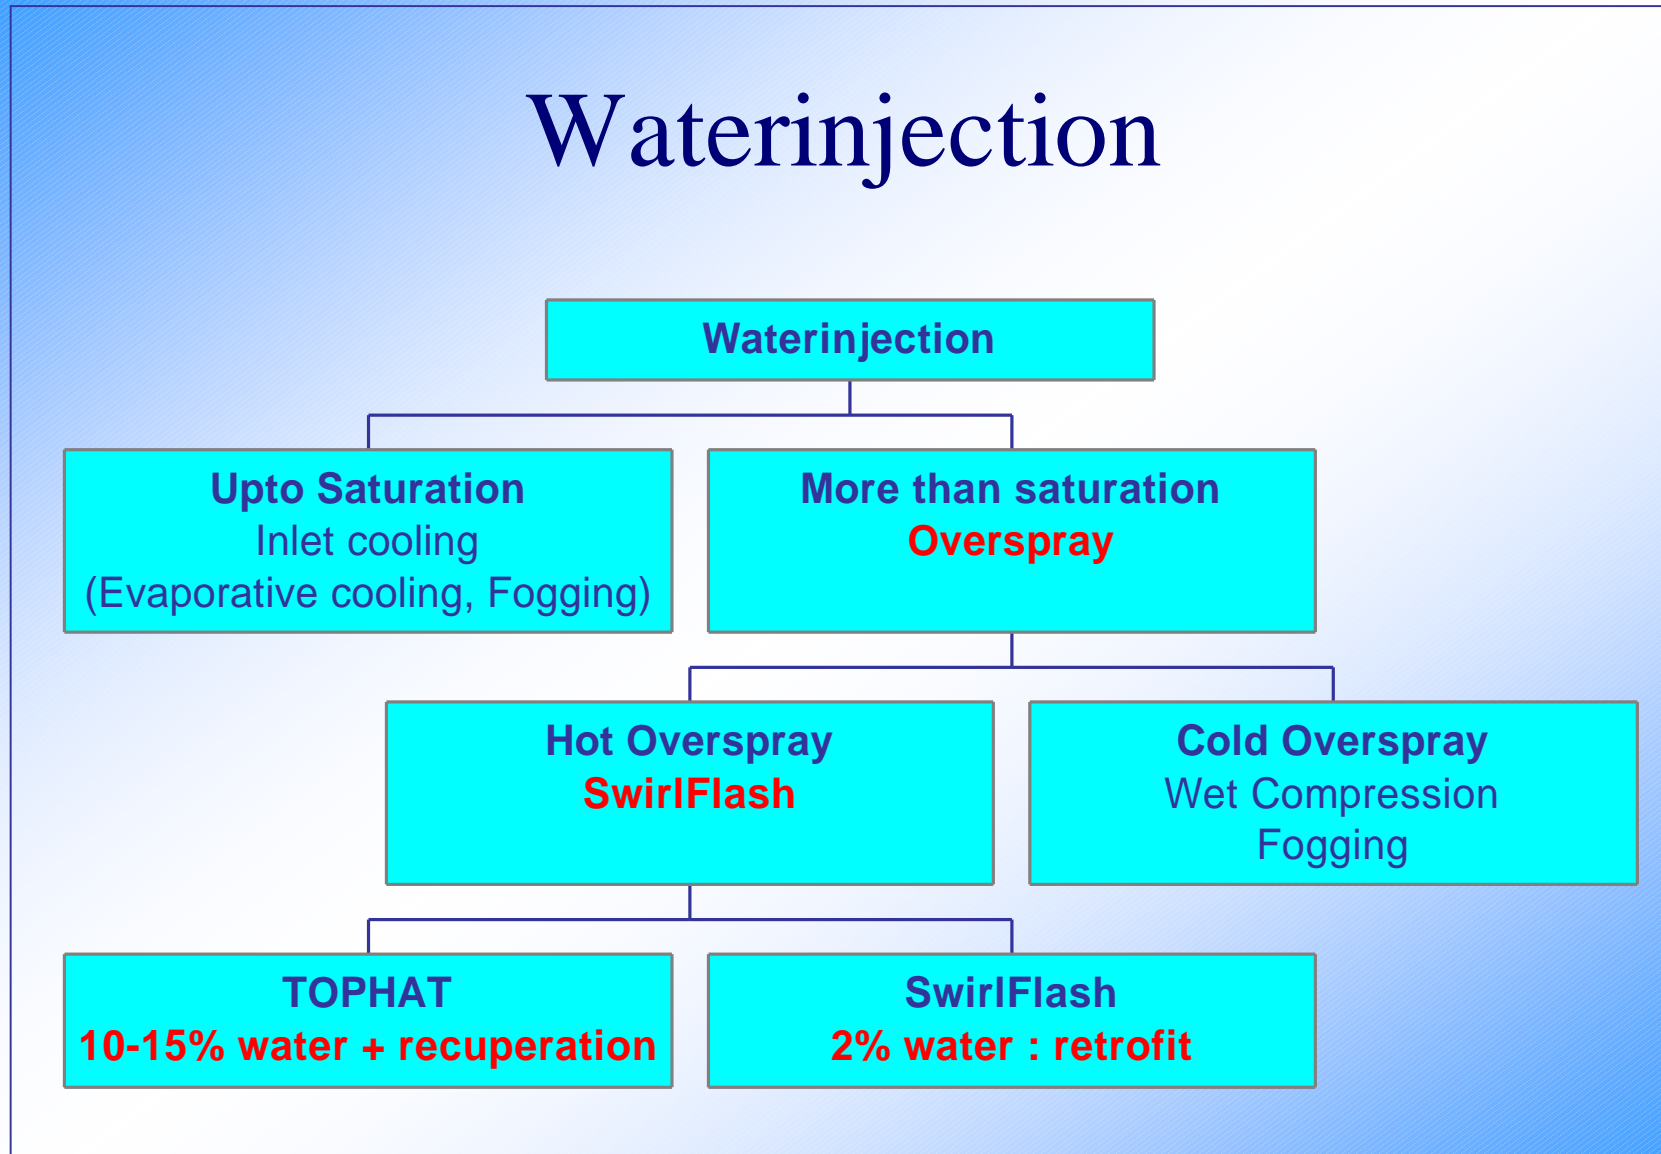 Waterinjection
Waterinjection
Upto Saturation
Inlet cooling
(Evaporative cooling, Fogging)
More than saturation
Overspray
Hot Overspray
SwirlFlash
Cold Overspray
Wet Compression
Fogging
TOPHAT
10-15% water + recuperation
SwirlFlash
2% water : retrofit